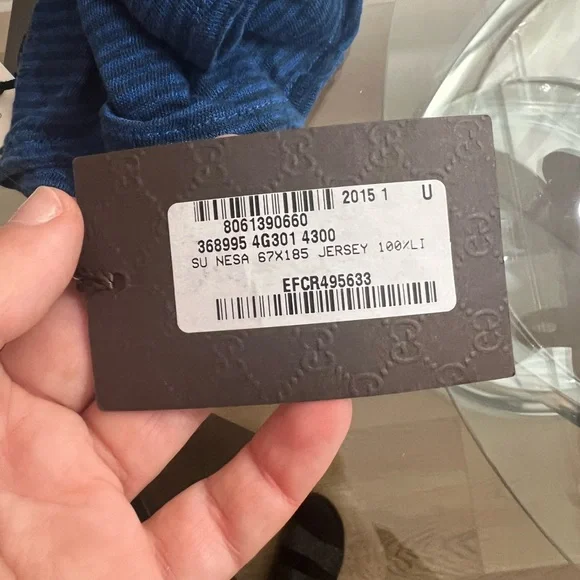 2015 1 U
8061390660
368995 4G301 4300
SU NESA 67X185 JERSEY 100%LI
EFCR495633